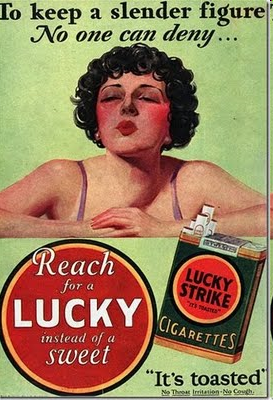 To keep a slender figure
No one can deny...
Reach
for a
LUCKY
instead of a
sweet
LUCKY
STRIKE
"IT'S TOASTED"
CIGARETTES
"It's toasted"
No Throat Irritation-No Cough.